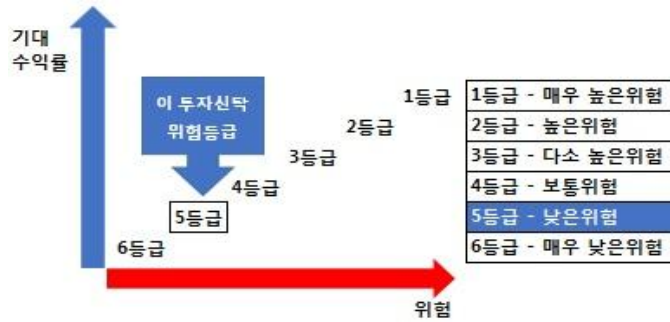 기대
수익률
이 투자신탁
위험등급
1등급
2등급
3등급
4등급
5등급
6등급
위험
1등급 - 매우 높은위험
2등급 - 높은위험
3등급 - 다소 높은위험
4등급 - 보통위험
5등급 - 낮은위험
6등급 - 매우 낮은위험